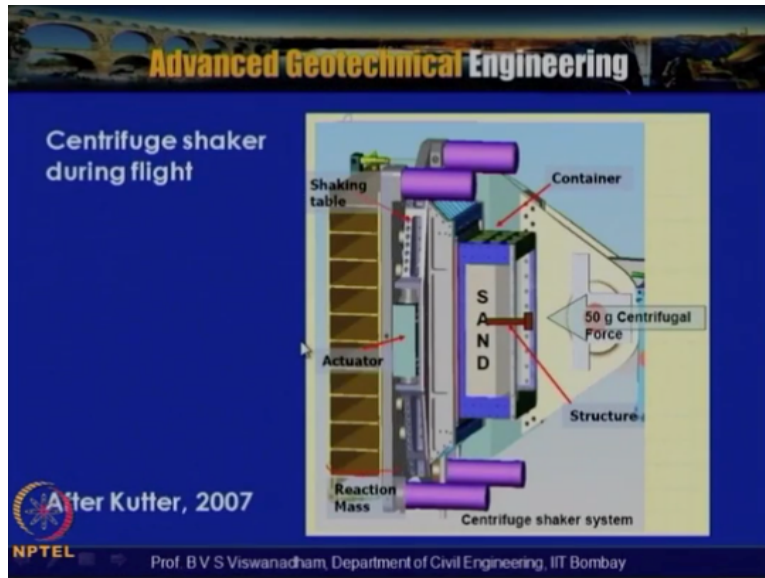 Advanced Geotechnical Engineering
Centrifuge shaker
during flight
Shaking
table
Container
S
A
N
D
50 g Centrifugal
Force
Actuator
Structure
Reaction
Mass
Centrifuge shaker system
After Kutter, 2007
NPTEL
Prof. B V S Viswanadham, Department of Civil Engineering, IIT Bombay